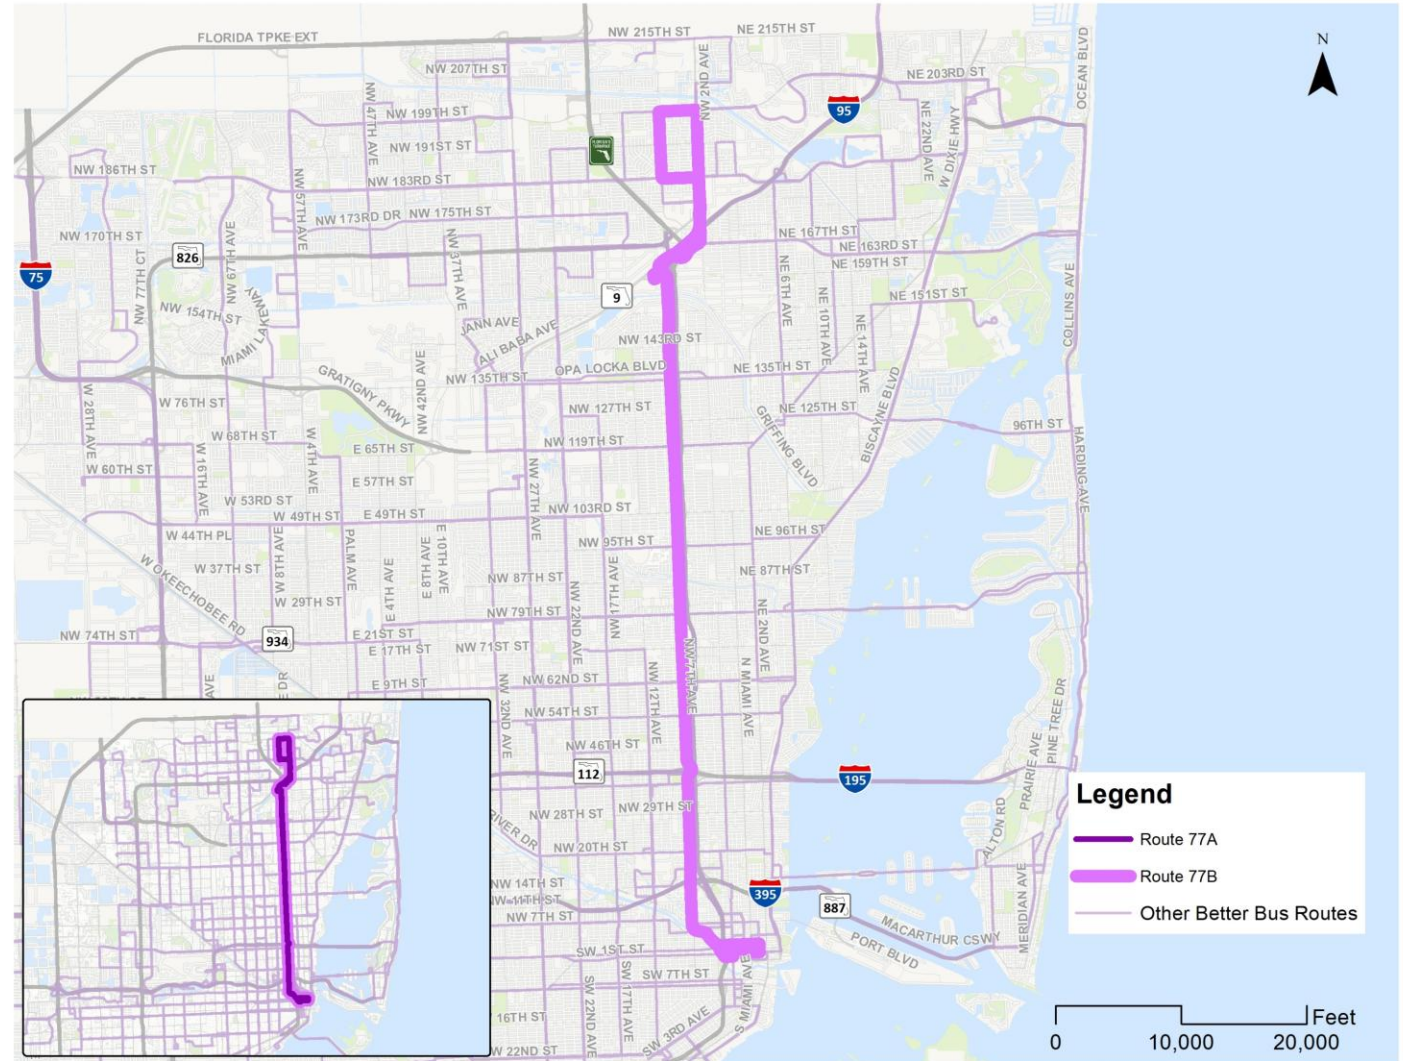 FLORIDA TPKE EXT
NW 215TH ST
NE 215TH ST
NW 207TH ST
NW 2ND AVE
NE 203RD ST
OCEAN BLVD
N
95
NW 47TH AVE
NW 199TH ST
NE 22ND AVE
W DIXIE HWY
NW 191ST ST
NW 186TH ST
NW 183RD ST
NW 57TH AVE
NW 173RD DR
NW 175TH ST
NW 170TH ST
NW 67TH AVE
NW 77TH CT
826
NW 37TH AVE
NE 167TH ST
NE 163RD ST
NE 159TH ST
75
9
NE 6TH AVE
NE 10TH AVE
NE 151ST ST
COLLINS AVE
NW 154TH ST
MIAMI LAKEWAY
JANN AVE
ALI BABA AVE
NW 143RD ST
NE 14TH AVE
GRATIGNY PKWY
NW 42ND AVE
NW 135TH ST
OPA LOCKA BLVD
NE 135TH ST
BISCAYNE BLVD
W 28TH AVE
W 76TH ST
NW 127TH ST
NE 125TH ST
GRIFFING BLVD
96TH ST
HARDING AVE
W 68TH ST
W 4TH AVE
E 65TH ST
NW 119TH ST
W 60TH ST
W 16TH AVE
E 57TH ST
NW 27TH AVE
W 53RD ST
W 49TH ST
E 49TH ST
NW 103RD ST
W 44TH PL
W 8TH AVE
PALM AVE
E 10TH AVE
E 8TH AVE
NW 95TH ST
NE 96TH ST
W OKEECHOBEE RD
W 37TH ST
E 4TH AVE
NW 87TH ST
NW 22ND AVE
NW 17TH AVE
NE 87TH ST
W 29TH ST
NW 79TH ST
NE 2ND AVE
NW 74TH ST
934
E 21ST ST
E 17TH ST
NW 71ST ST
NW 7TH AVE
N MIAMI AVE
NW 12TH AVE
E 9TH ST
NW 62ND ST
NW 32ND AVE
NW 54TH ST
NW 46TH ST
112
195
PRAIRIE AVE
PINE TREE DR
ALTON RD
NW 28TH ST
NW 29TH ST
RIVER DR
NW 20TH ST
NW 14TH ST
NW 11TH ST
NW 7TH ST
395
887
MACARTHUR CSWY
PORT BLVD
MERIDIAN AVE
SW 1ST ST
SW 7TH ST
SW 22ND AVE
SW 17TH AVE
S MIAMI AVE
SW 3RD AVE
W 16TH ST
W 22ND ST
Legend
Route 77A
Route 77B
Other Better Bus Routes
Feet
0
10,000
20,000